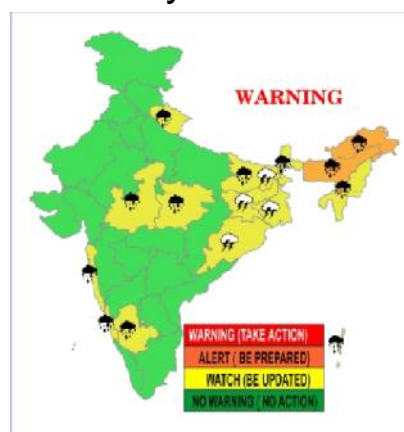 WARNING
WARNING (TAKE ACTION)
ALERT ( BE PREPARED)
WATCH (BE UPDATED)
NO WARNING ( NO ACTION)